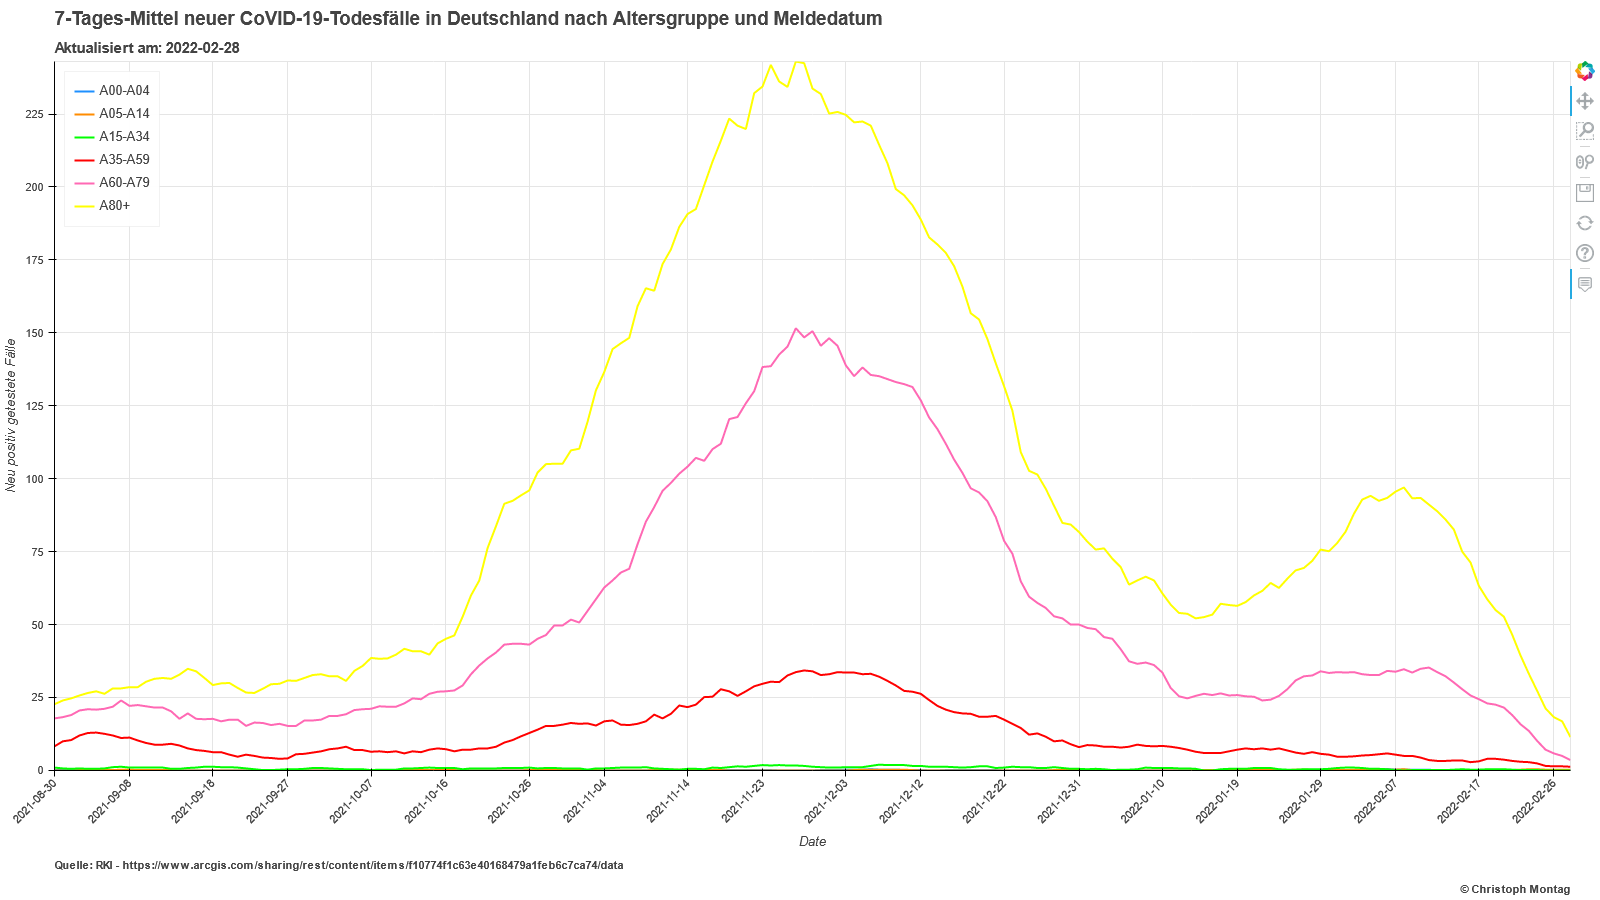 7-Tages-Mittel neuer CoVID-19-Todesfälle in Deutschland nach Altersgruppe und Meldedatum
Aktualisiert am: 2022-02-28
A00-A04
A05-A14
A15-A34
A35-A59
A60-A79
A80+
225
200
175
150
125
100
75
50
25
0
Neu positiv getestete Fälle
2021-08-30
2021-09-08
2021-09-18
2021-09-27
2021-10-07
2021-10-16
2021-10-26
2021-11-04
2021-11-14
2021-11-23
2021-12-03
2021-12-12
2021-12-22
2021-12-31
2022-01-10
2022-01-19
2022-01-29
2022-02-07
2022-02-17
2022-02-26
Date
Quelle: RKI - https://www.arcgis.com/sharing/rest/content/items/f10774f1c63e40168479a1feb6c7ca74/data
© Christoph Montag